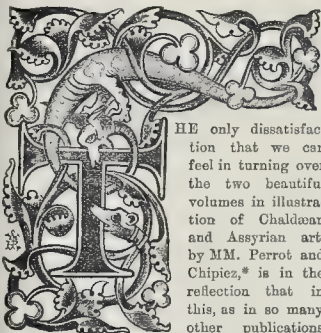 THE only dissatisfac-
tion that we can
feel in turning over
the two beautiful
volumes in illustra-
tion of Chaldæan
and Assyrian art
by MM. Perrot and
Chipiez,* is in the
reflection that in
this, as in so many
other publications